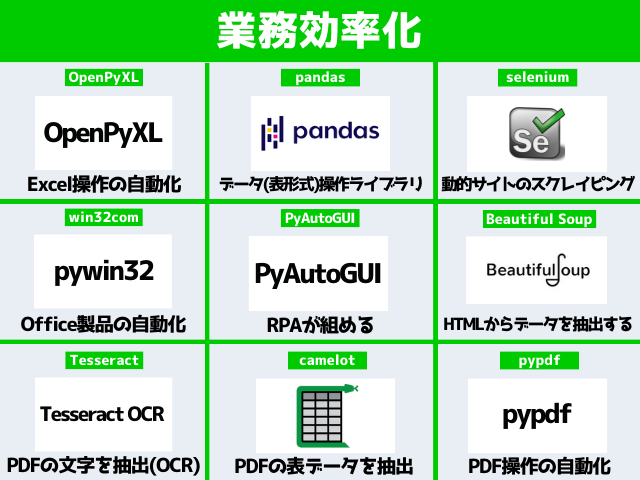 業務効率化
OpenPyXL
OpenPyXL
Excel操作の自動化
pandas
pandas
データ(表形式)操作ライブラリ
selenium
Se
動的サイトのスクレイピング
win32com
pywin32
Office製品の自動化
PyAutoGUI
PyAutoGUI
RPAが組める
Beautiful Soup
BeautifulSoup
HTMLからデータを抽出する
Tesseract
Tesseract OCR
PDFの文字を抽出(OCR)
camelot
PDFの表データを抽出
pypdf
pypdf
PDF操作の自動化